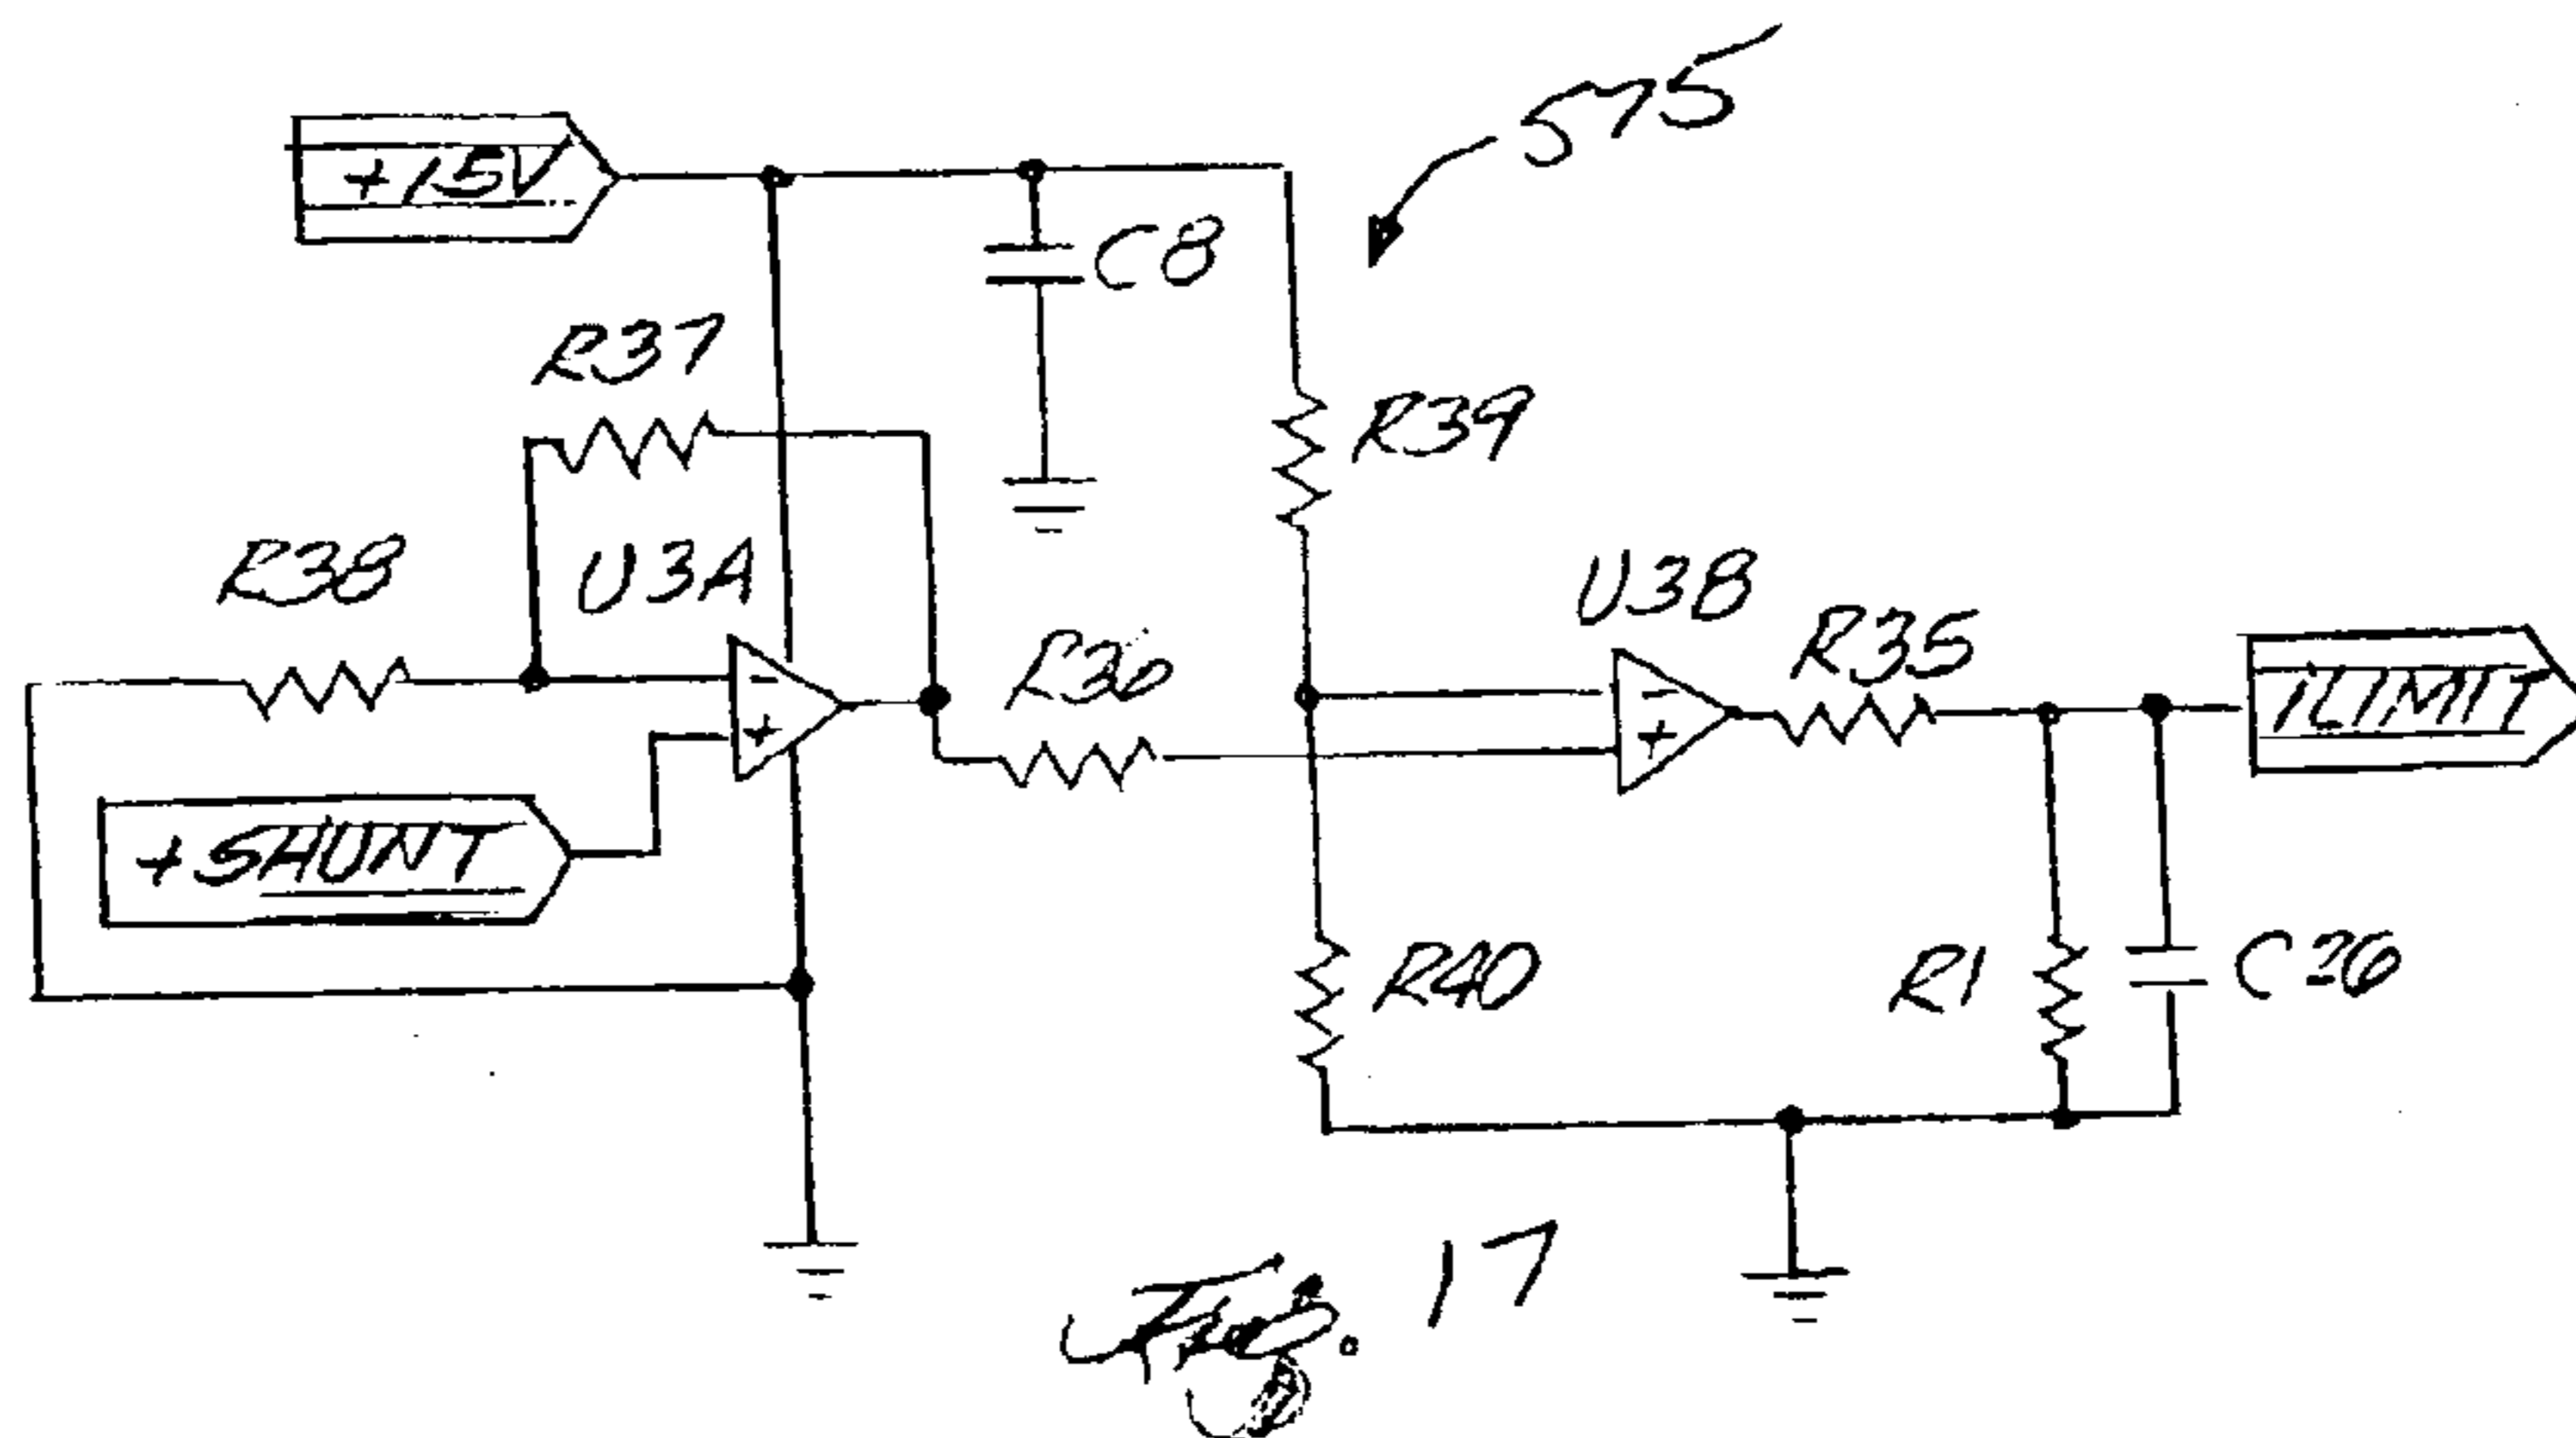 575
+15V
C8
R37
R39
R38
U3A
U3B
R36
R35
ILIMIT
+SHUNT
R40
R1
C26
Fig. 17